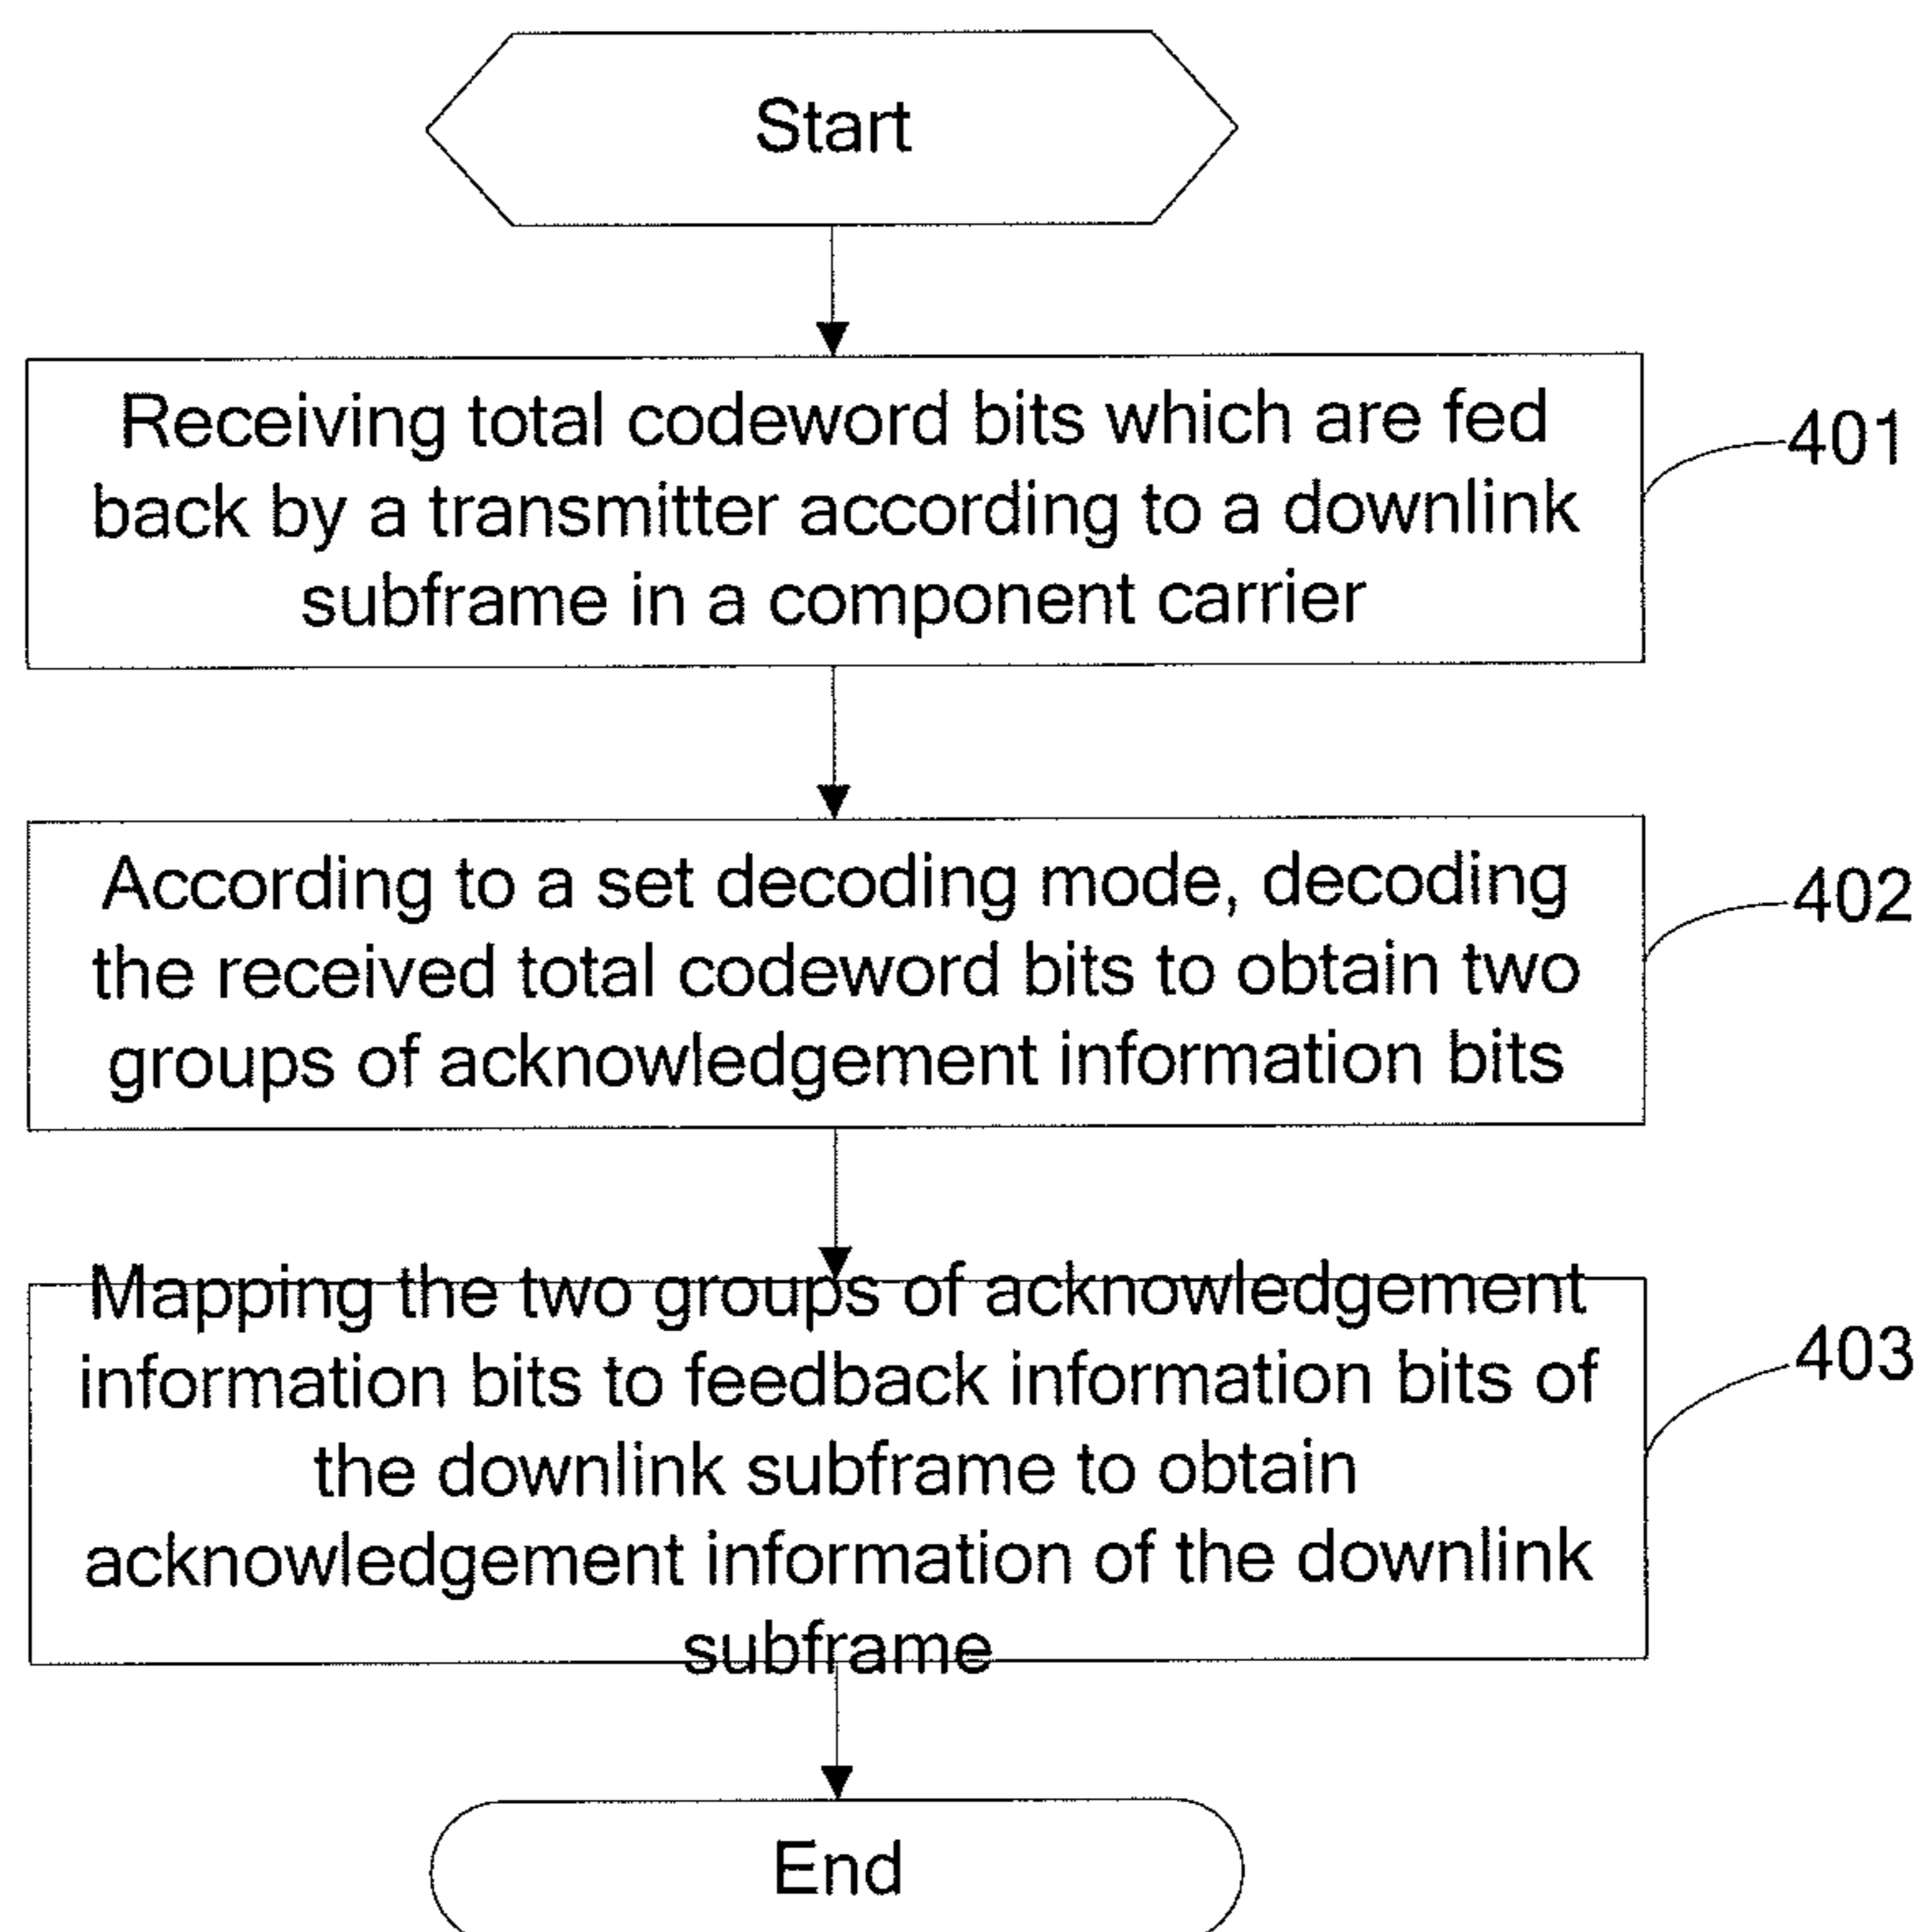 Start
Receiving total codeword bits which are fed
401
back by a transmitter according to a downlink
subframe in a component carrier
According to a set decoding mode, decoding
402
the received total codeword bits to obtain two
groups of acknowledgement information bits
Mapping the two groups of acknowledgement
information bits to feedback information bits of
403
the downlink subframe to obtain
acknowledgement information of the downlink
subframe
End